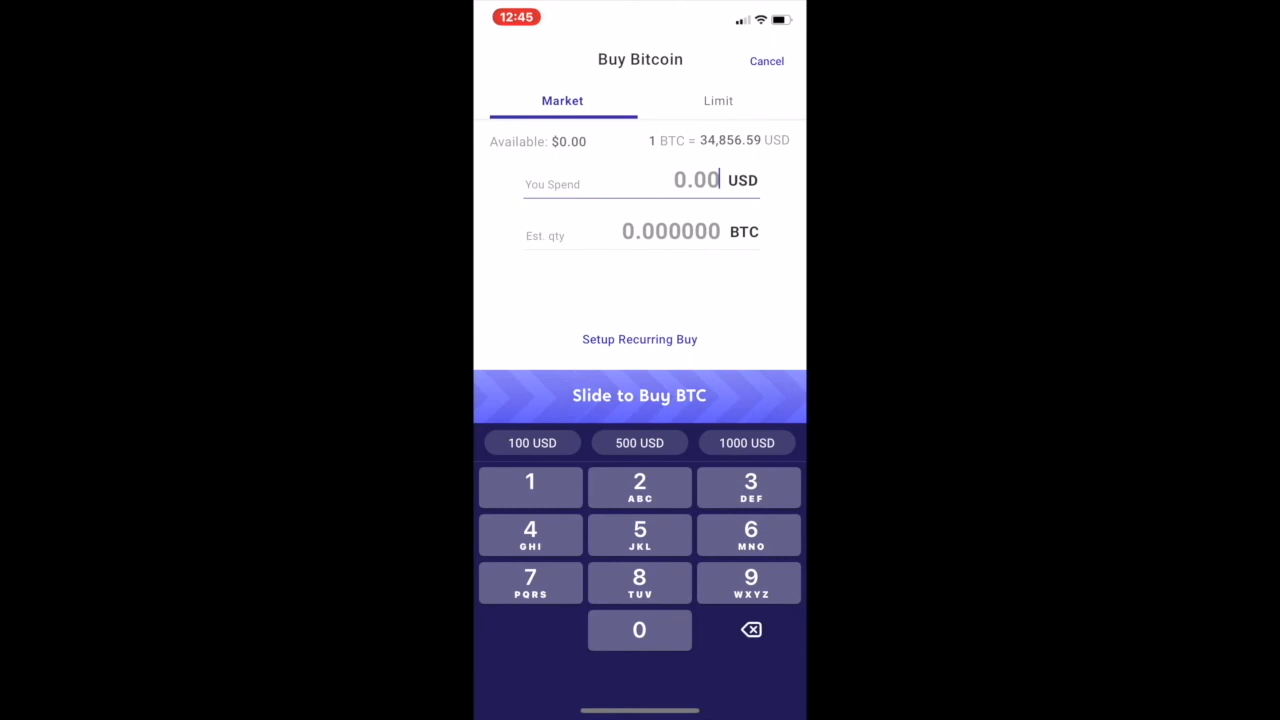 12:45
Buy Bitcoin
Cancel
Market Limit
Available: $0.00 1 BTC = 34,856.59 USD
You Spend 0.00 USD
Est. qty 0.000000 BTC
Setup Recurring Buy
Slide to Buy BTC
100 USD 500 USD 1000 USD
1 2 3
ABC DEF
4 5 6
GHI JKL MNO
7 8 9
PQRS TUV WXYZ
0